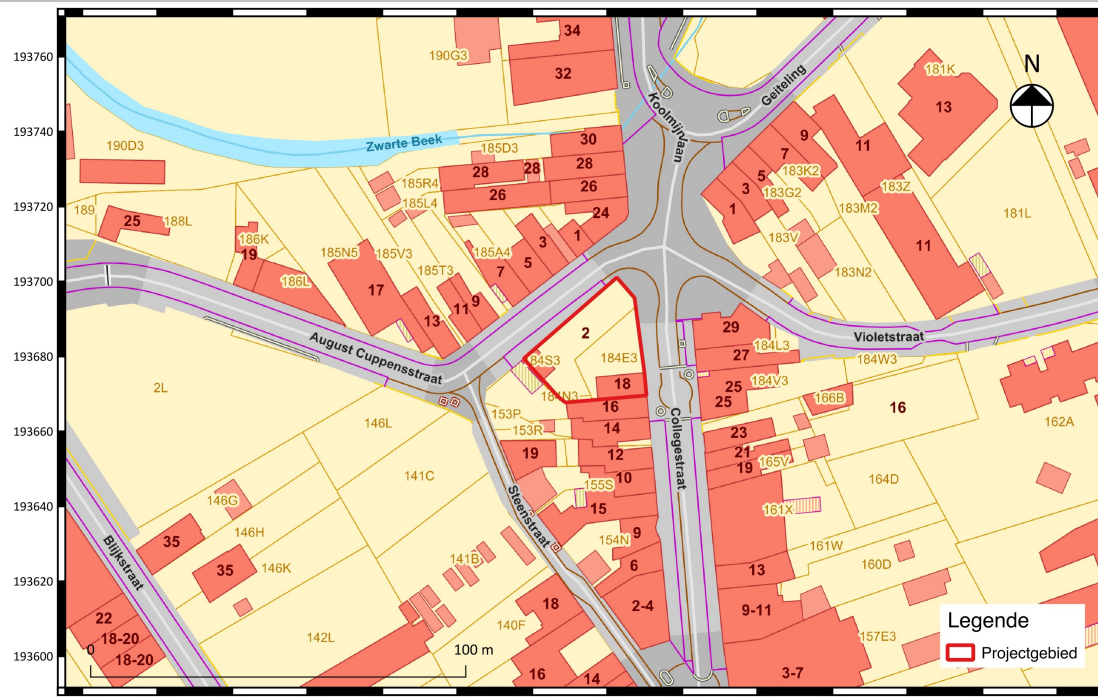 193760
193740
193720
193700
193680
193660
193640
193620
193600
190G3
34
32
Koolmijnlaan
Geiteling
181K
13
N
Zwarte Beek
190D3
185D3
30
28
28
28
26
26
24
185R4
185L4
9
7
5
3
1
183K2
183G2
11
183Z
183M2
181L
189
25
188L
186K
19
186L
185N5
185V3
185T3
185A4
17
13
11
9
7
5
3
1
183V
183N2
11
August Cuppensstraat
2
184E3
84S3
184N3
18
16
14
12
10
29
27
25
25
184L3
184V3
184W3
Violetstraat
2L
146L
153P
153R
19
141C
155S
15
154N
9
6
2-4
Collegestraat
Steenstraat
23
21
19
165V
166B
16
164D
162A
161X
161W
160D
13
9-11
3-7
157E3
146G
146H
146K
35
35
141B
142L
140F
18
16
14
Blijkstraat
22
18-20
18-20
0
100 m
Legende
Projectgebied